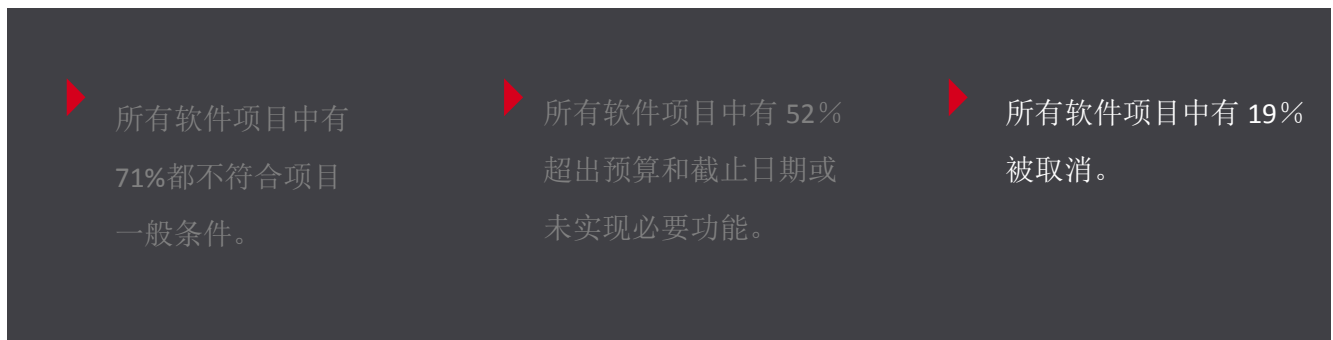 所有软件项目中有
71%都不符合项目
一般条件。
所有软件项目中有 52％
超出预算和截止日期或
未实现必要功能。
所有软件项目中有 19％
被取消。